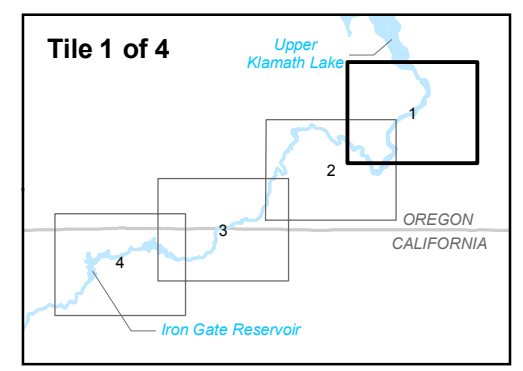 Tile 1 of 4
Upper
Klamath Lake
1
2
OREGON
3
CALIFORNIA
4
Iron Gate Reservoir